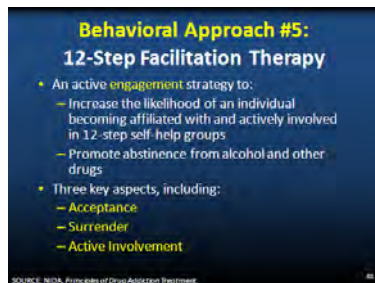 Behavioral Approach #5:
12-Step Facilitation Therapy
• An active engagement strategy to:
– Increase the likelihood of an individual
becoming affiliated with and actively involved
in 12-step self-help groups
– Promote abstinence from alcohol and other
drugs
• Three key aspects, including:
– Acceptance
– Surrender
– Active Involvement
SOURCE: NIDA, Principles of Drug Addiction Treatment